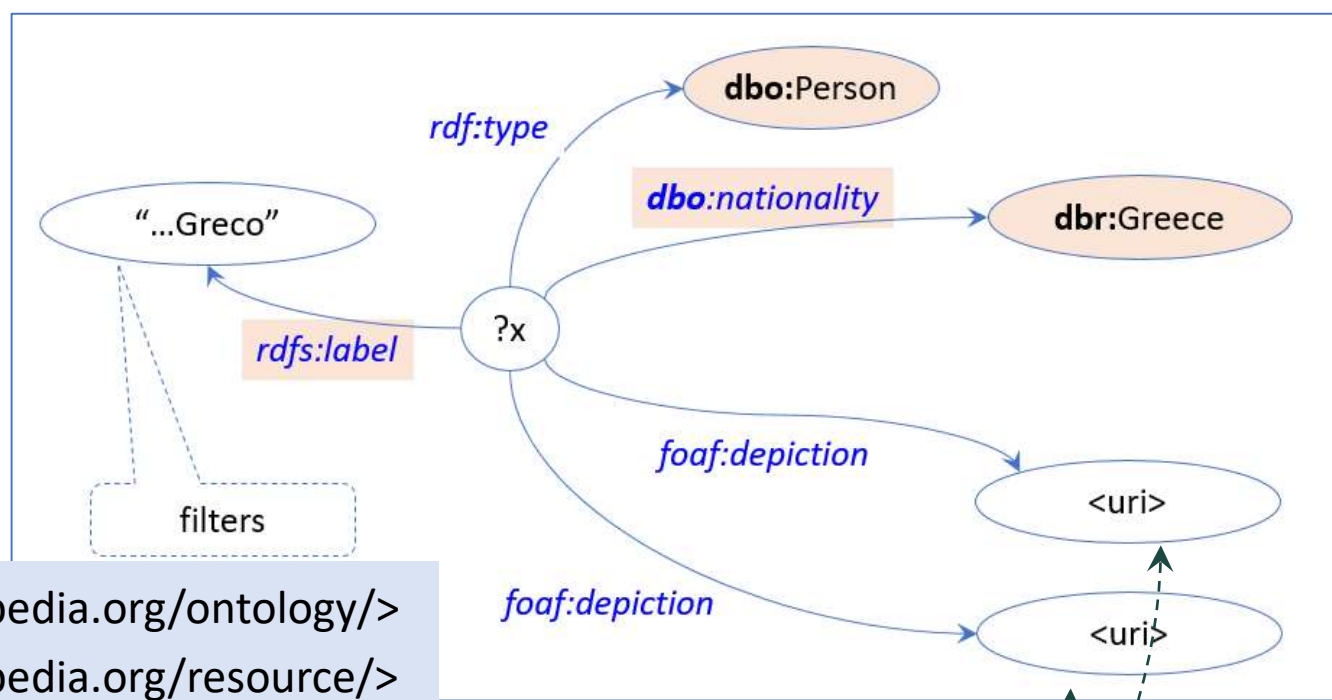 dbo:Person
rdf:type
dbo:nationality
"...Greco"
dbr:Greece
?x
rdfs:label
foaf:depiction
<uri>
filters
foaf:depiction
<uri>
pedia.org/ontology/>
pedia.org/resource/>